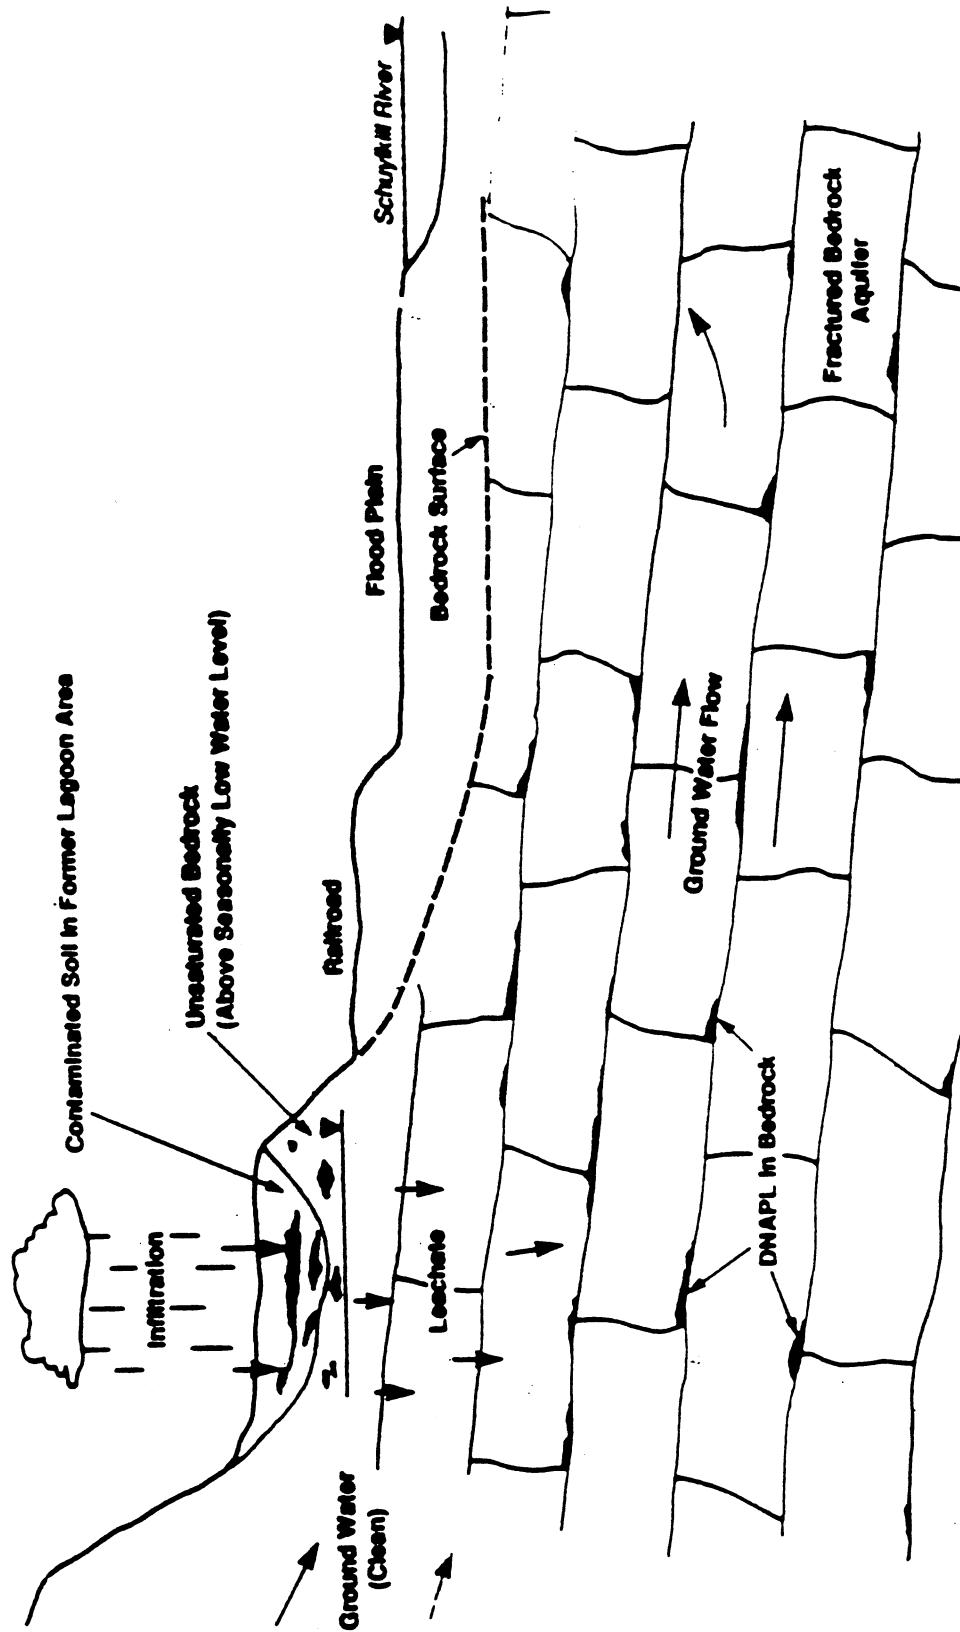 Infiltration
Contaminated Soil in Former Lagoon Area
Unsaturated Bedrock
(Above Seasonally Low Water Level)
Railroad
Flood Plain
Schuylkill River
Bedrock Surface
Ground Water
(Clean)
Leachate
Ground Water Flow
DNAPL in Bedrock
Fractured Bedrock
Aquifer